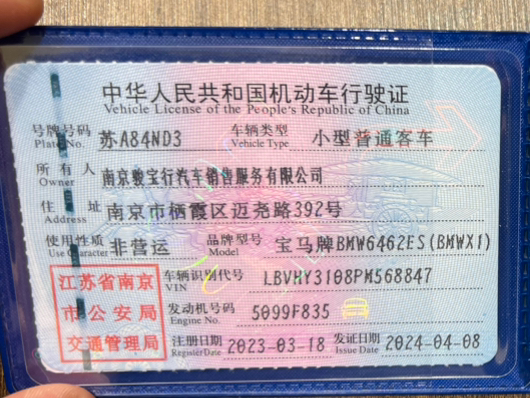 中华人民共和国机动车行驶证
Vehicle License of the People's Republic of China
号牌号码 苏A84ND3 车辆类型 小型普通客车
Plate No. Vehicle Type
所有人 南京骏宝行汽车销售服务有限公司
Owner
住址 南京市栖霞区迈尧路392号
Address
使用性质 非营运 品牌型号 宝马牌BMW6462ES(BMWX1)
Use Character Model
江苏省南京 车辆识别代号 LBVHY3108PM568847
VIN
市公安局 发动机号码 5099F835
Engine No.
交通管理局 注册日期 2023-03-18 发证日期 2024-04-08
Register Date Issue Date